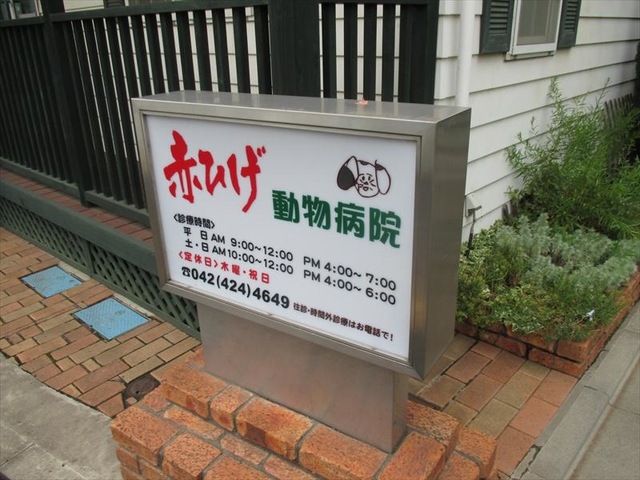 赤ひげ
動物病院
<診療時間>
平 日 AM 9:00～12:00 PM 4:00～7:00
土・日 AM 10:00～12:00 PM 4:00～6:00
<定休日>水曜・祝日
☎042(424)4649 往診・時間外診療はお電話で!